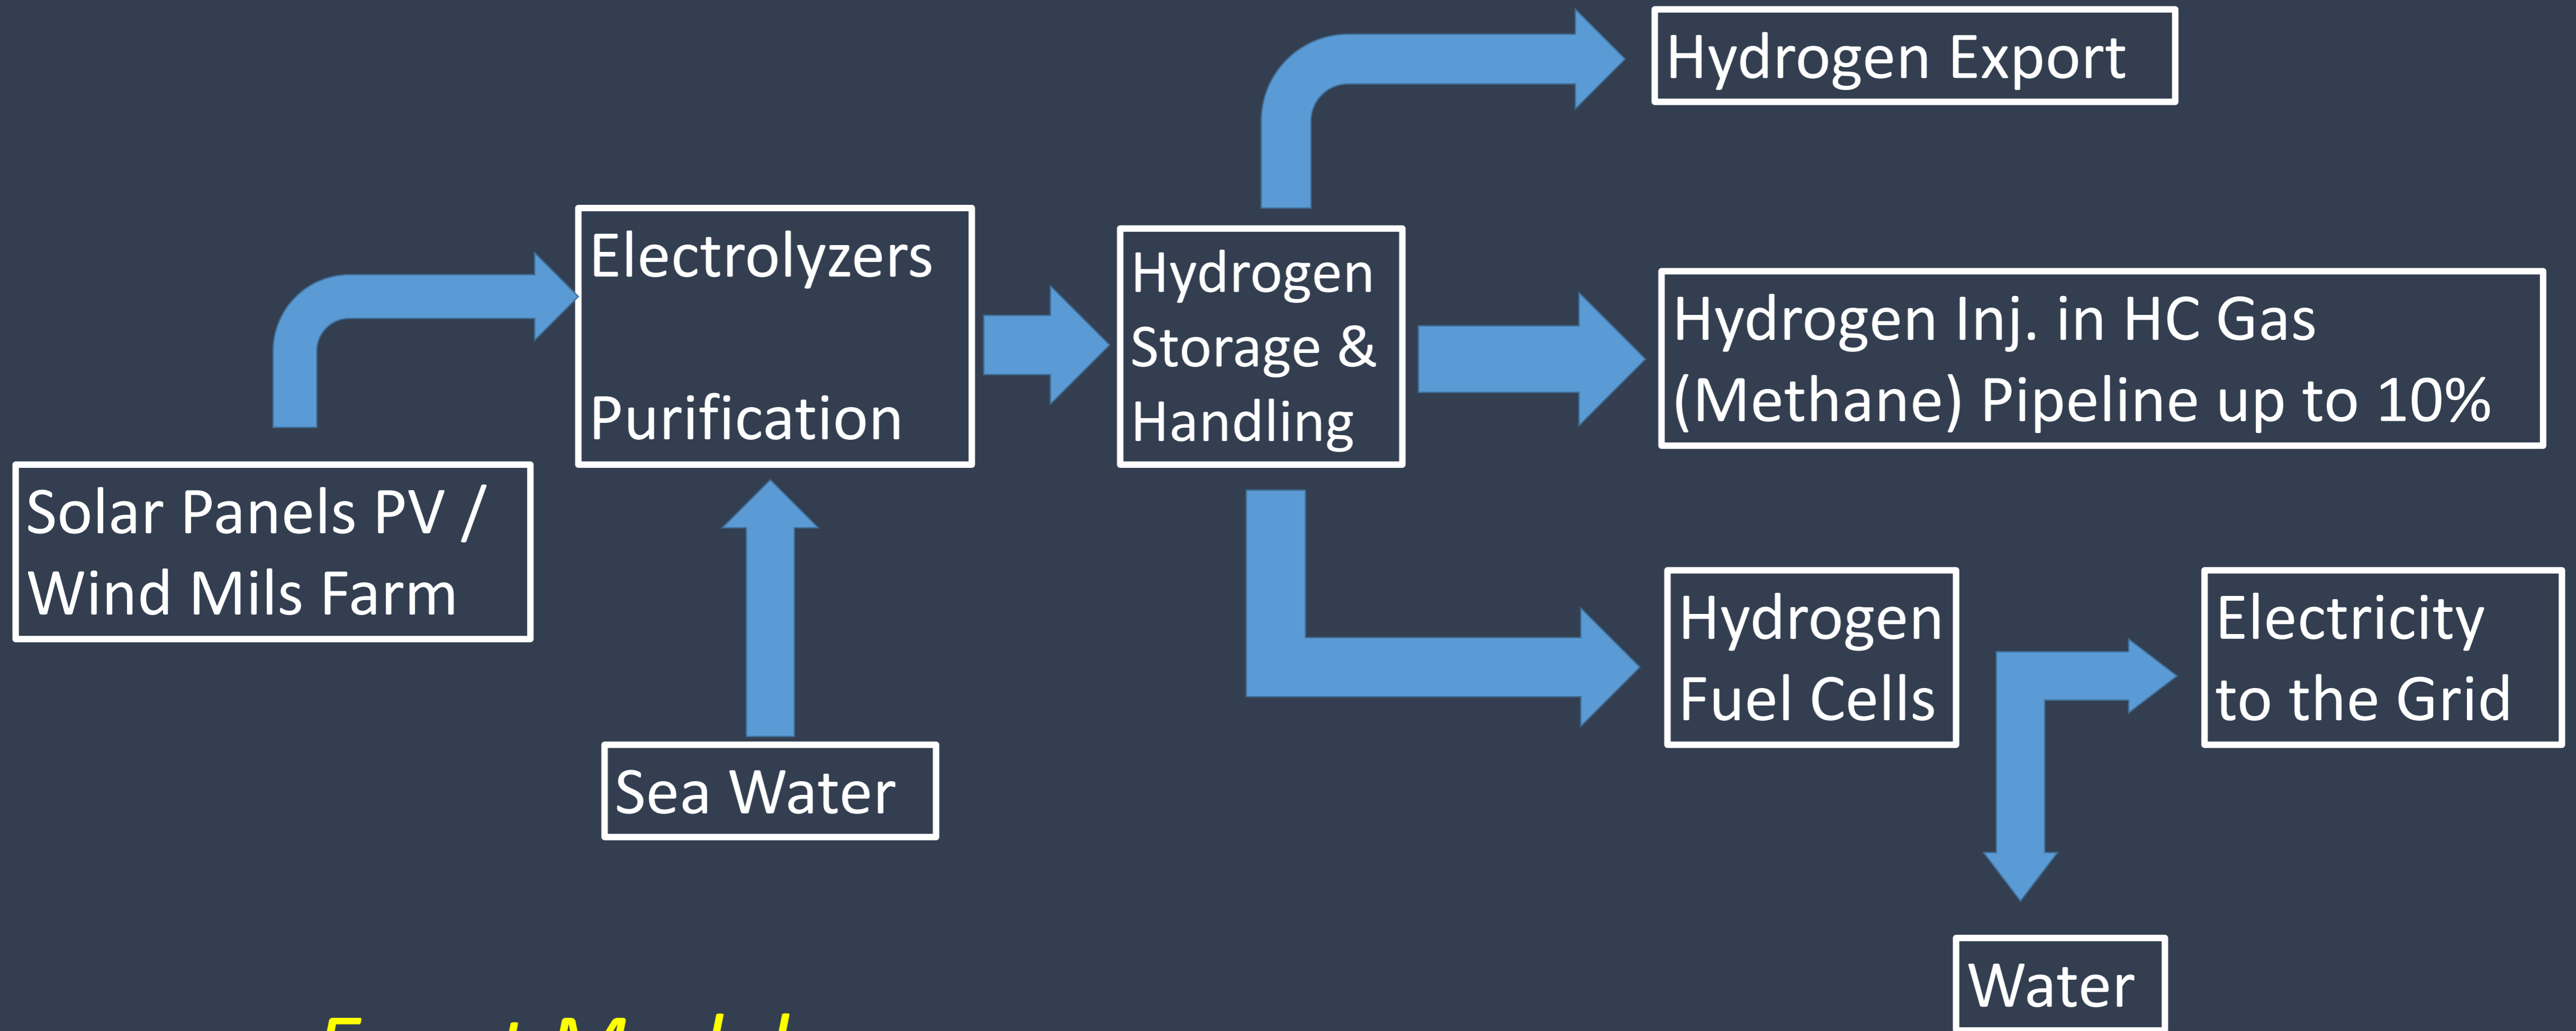 Hydrogen Export
Electrolyzers
Purification
Hydrogen
Storage &
Handling
Hydrogen Inj. in HC Gas
(Methane) Pipeline up to 10%
Solar Panels PV /
Wind Mils Farm
Sea Water
Hydrogen
Fuel Cells
Electricity
to the Grid
Water